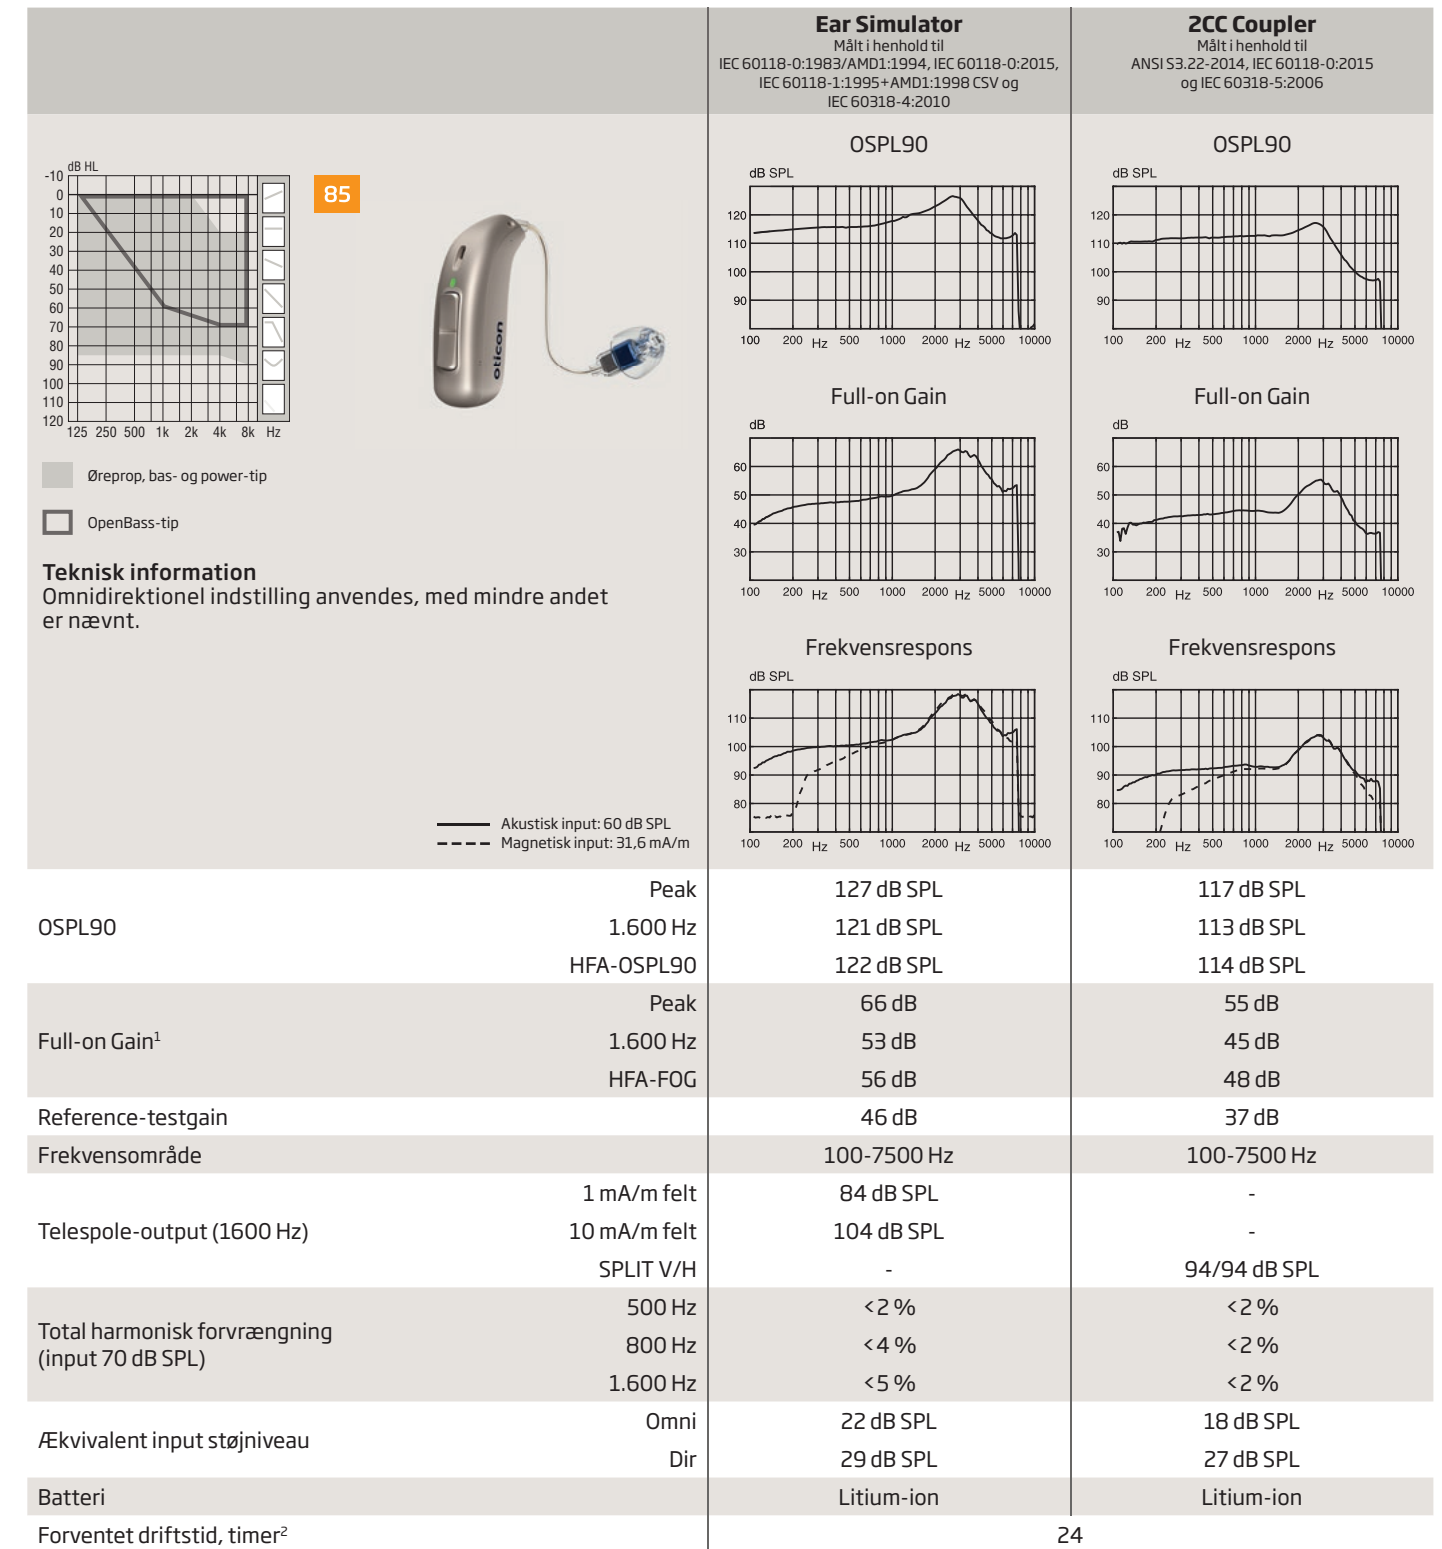 Ear Simulator
Målt i henhold til
IEC 60118-0:1983/AMD1:1994, IEC 60118-0:2015,
IEC 60118-1:1995+AMD1:1998 CSV og
IEC 60318-4:2010
2CC Coupler
Målt i henhold til
ANSI S3.22-2014, IEC 60118-0:2015
og IEC 60318-5:2006
dB HL
-10
0
10
20
30
40
50
60
70
80
90
100
110
120
125 250 500 1k 2k 4k 8k Hz
85
oticon
Øreprop, bas- og power-tip
OpenBass-tip
Teknisk information
Omnidirektionel indstilling anvendes, med mindre andet
er nævnt.
Akustisk input: 60 dB SPL
Magnetisk input: 31,6 mA/m
OSPL90
dB SPL
120
110
100
90
100 200 Hz 500 1000 2000 Hz 5000 10000
Full-on Gain
dB
60
50
40
30
100 200 Hz 500 1000 2000 Hz 5000 10000
Frekvensrespons
dB SPL
110
100
90
80
100 200 Hz 500 1000 2000 Hz 5000 10000
OSPL90
dB SPL
120
110
100
90
100 200 Hz 500 1000 2000 Hz 5000 10000
Full-on Gain
dB
60
50
40
30
100 200 Hz 500 1000 2000 Hz 5000 10000
Frekvensrespons
dB SPL
110
100
90
80
100 200 Hz 500 1000 2000 Hz 5000 10000
OSPL90
Peak 127 dB SPL 117 dB SPL
1.600 Hz 121 dB SPL 113 dB SPL
HFA-OSPL90 122 dB SPL 114 dB SPL
Full-on Gain¹
Peak 66 dB 55 dB
1.600 Hz 53 dB 45 dB
HFA-FOG 56 dB 48 dB
Reference-testgain 46 dB 37 dB
Frekvensområde 100-7500 Hz 100-7500 Hz
Telespole-output (1600 Hz)
1 mA/m felt 84 dB SPL -
10 mA/m felt 104 dB SPL -
SPLIT V/H - 94/94 dB SPL
Total harmonisk forvrængning
(input 70 dB SPL)
500 Hz <2 % <2 %
800 Hz <4 % <2 %
1.600 Hz <5 % <2 %
Ækvivalent input støjniveau
Omni 22 dB SPL 18 dB SPL
Dir 29 dB SPL 27 dB SPL
Batteri Litium-ion Litium-ion
Forventet driftstid, timer² 24